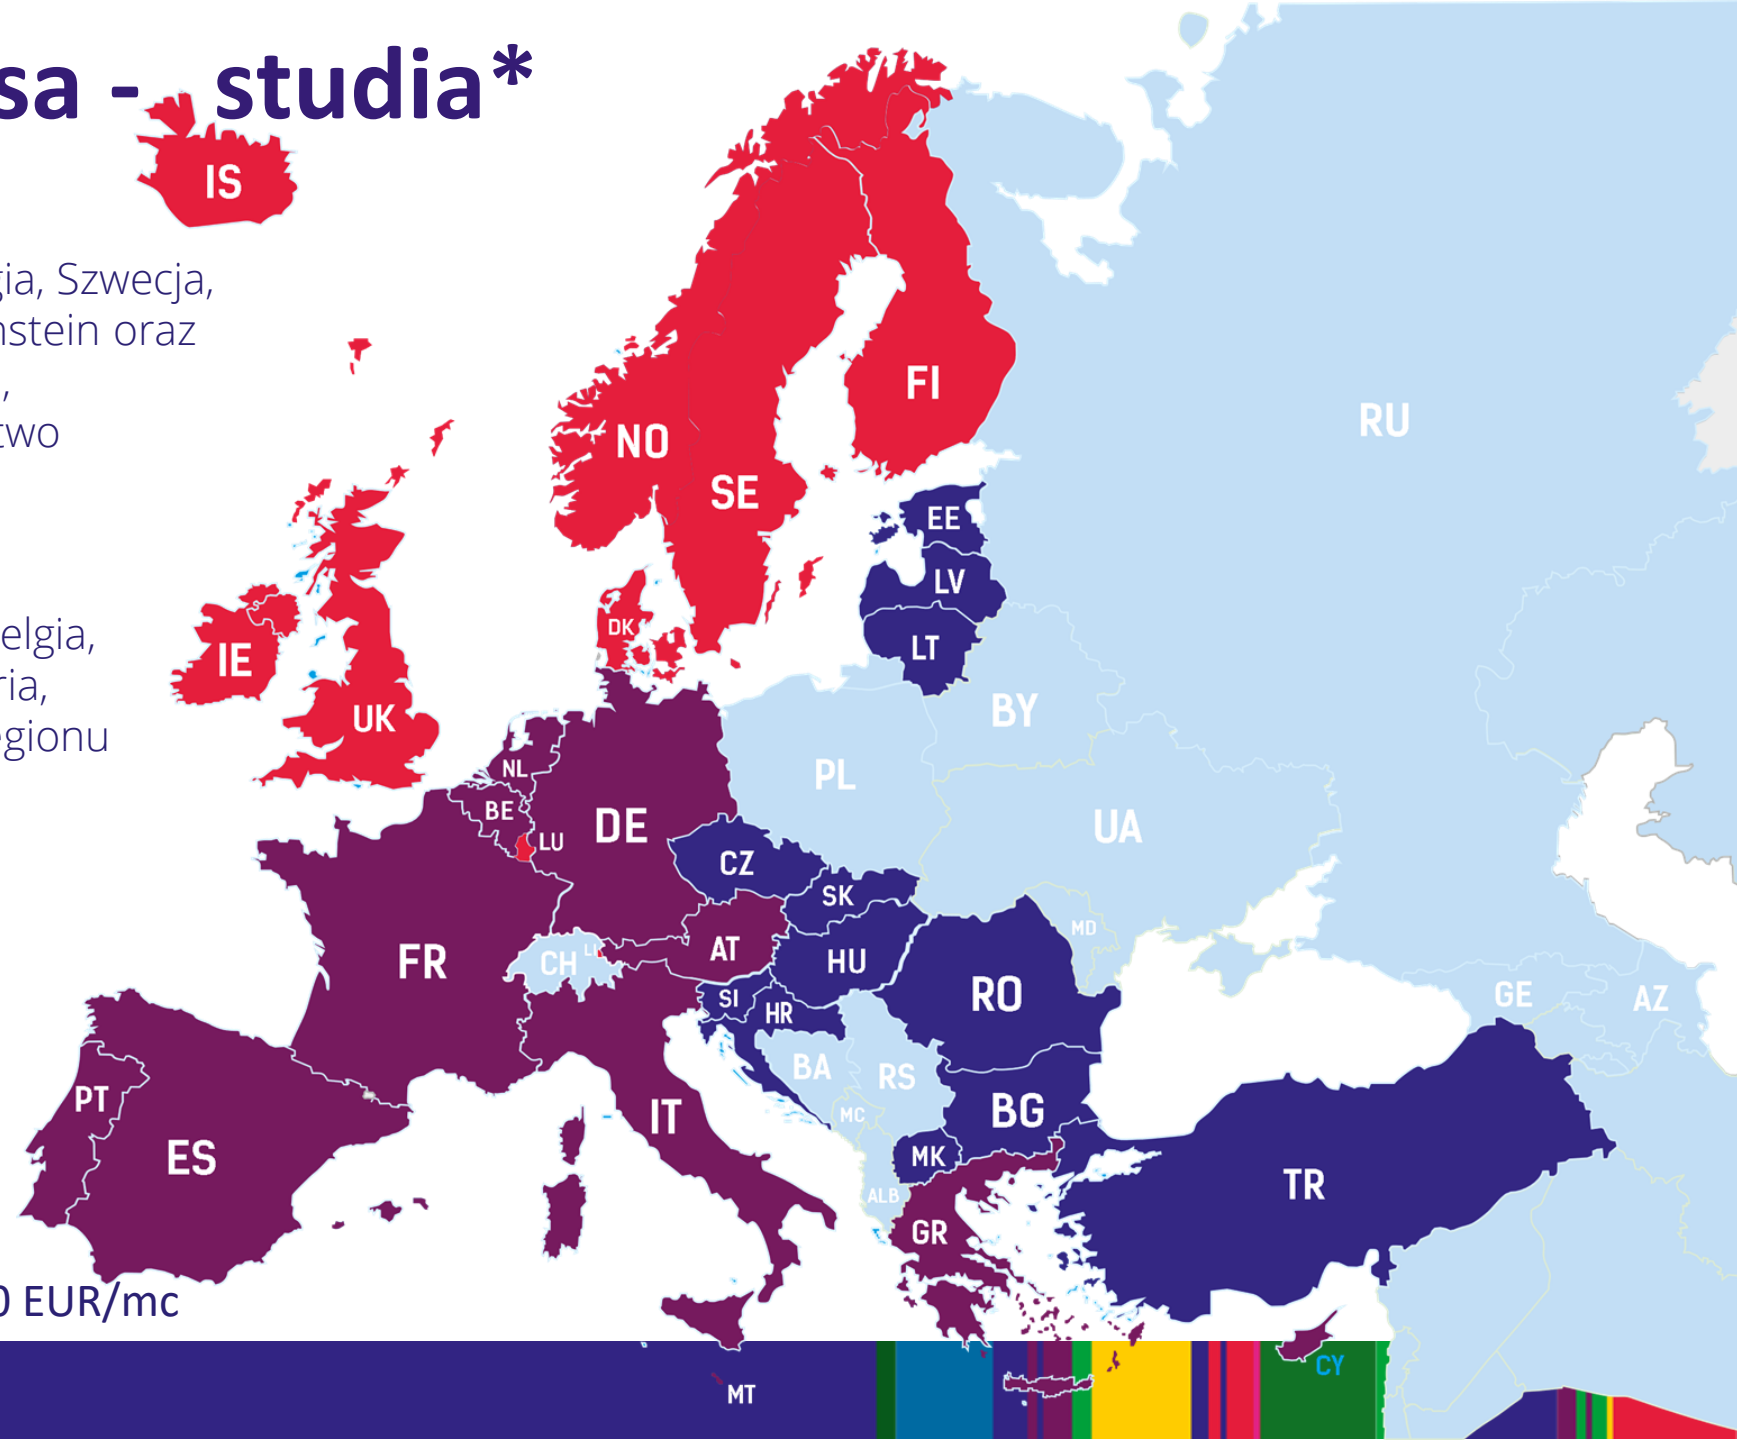 sa - studia*
IS
gia, Szwecja,
nstein oraz
,
two
FI
NO
SE
RU
EE
LV
LT
DK
IE
UK
elgia,
ria,
egionu
BY
PL
NL
BE
DE
LU
UA
CZ
SK
FR
CH
LI
AT
HU
MD
RO
SI
HR
GE
AZ
BA
RS
PT
ES
IT
MC
BG
MK
TR
ALB
GR
0 EUR/mc
MT
CY